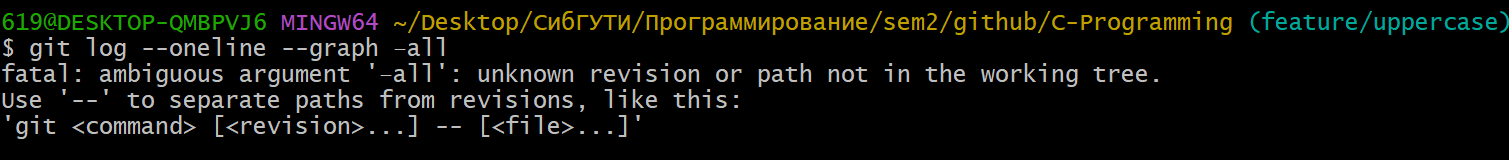 619@DESKTOP-QMBPVJ6 MINGW64 ~/Desktop/СибГУТИ/Программирование/sem2/github/C-Programming (feature/uppercase)
$ git log --oneline --graph –all
fatal: ambiguous argument '–all': unknown revision or path not in the working tree.
Use '--' to separate paths from revisions, like this:
'git <command> [<revision>...] -- [<file>...]'